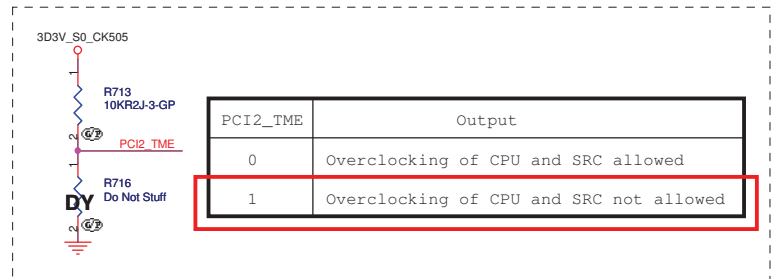 3D3V_S0_CK505
1
R713
10KR2J-3-GP
2
G/P
PCI2_TME
1
R716
DY
Do Not Stuff
2
G/P
PCI2_TME Output
0 Overclocking of CPU and SRC allowed
1 Overclocking of CPU and SRC not allowed